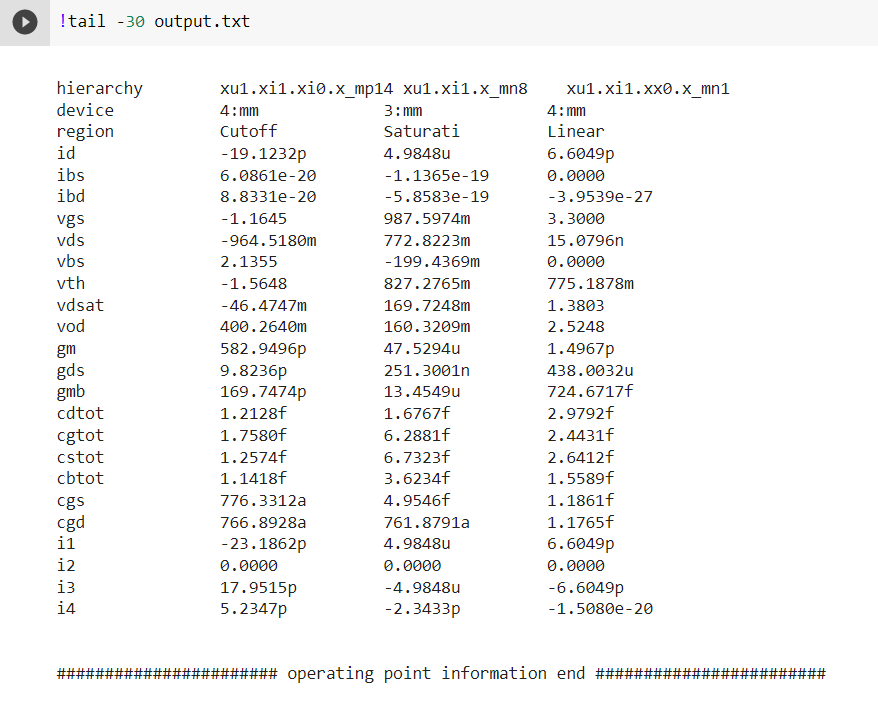 !tail -30 output.txt
hierarchy xu1.xi1.xi0.x_mp14 xu1.xi1.x_mn8 xu1.xi1.xx0.x_mn1
device 4:mm 3:mm 4:mm
region Cutoff Saturati Linear
id -19.1232p 4.9848u 6.6049p
ibs 6.0861e-20 -1.1365e-19 0.0000
ibd 8.8331e-20 -5.8583e-19 -3.9539e-27
vgs -1.1645 987.5974m 3.3000
vds -964.5180m 772.8223m 15.0796n
vbs 2.1355 -199.4369m 0.0000
vth -1.5648 827.2765m 775.1878m
vdsat -46.4747m 169.7248m 1.3803
vod 400.2640m 160.3209m 2.5248
gm 582.9496p 47.5294u 1.4967p
gds 9.8236p 251.3001n 438.0032u
gmb 169.7474p 13.4549u 724.6717f
cdtot 1.2128f 1.6767f 2.9792f
cgtot 1.7580f 6.2881f 2.4431f
cstot 1.2574f 6.7323f 2.6412f
cbtot 1.1418f 3.6234f 1.5589f
cgs 776.3312a 4.9546f 1.1861f
cgd 766.8928a 761.8791a 1.1765f
i1 -23.1862p 4.9848u 6.6049p
i2 0.0000 0.0000 0.0000
i3 17.9515p -4.9848u -6.6049p
i4 5.2347p -2.3433p -1.5080e-20
####################### operating point information end ########################